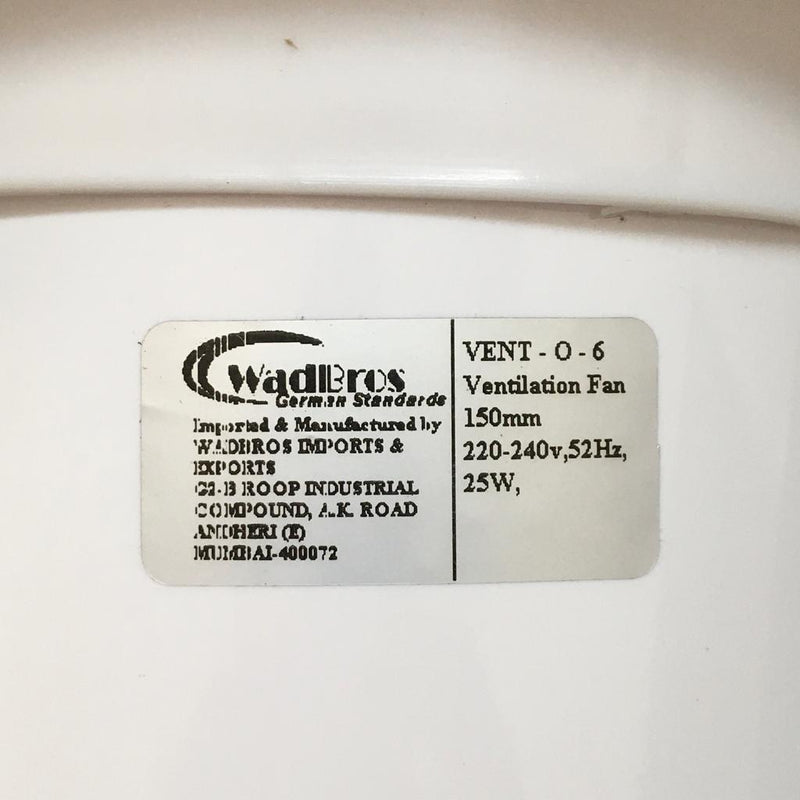 WadBros
German Standards
Imported & Manufactured by
WADBROS IMPORTS &
EXPORTS
G2-B ROOP INDUSTRIAL
COMPOUND, A.K. ROAD
ANDHERI (E)
MUMBAI-400072
VENT - O - 6
Ventilation Fan
150mm
220-240v,52Hz,
25W,